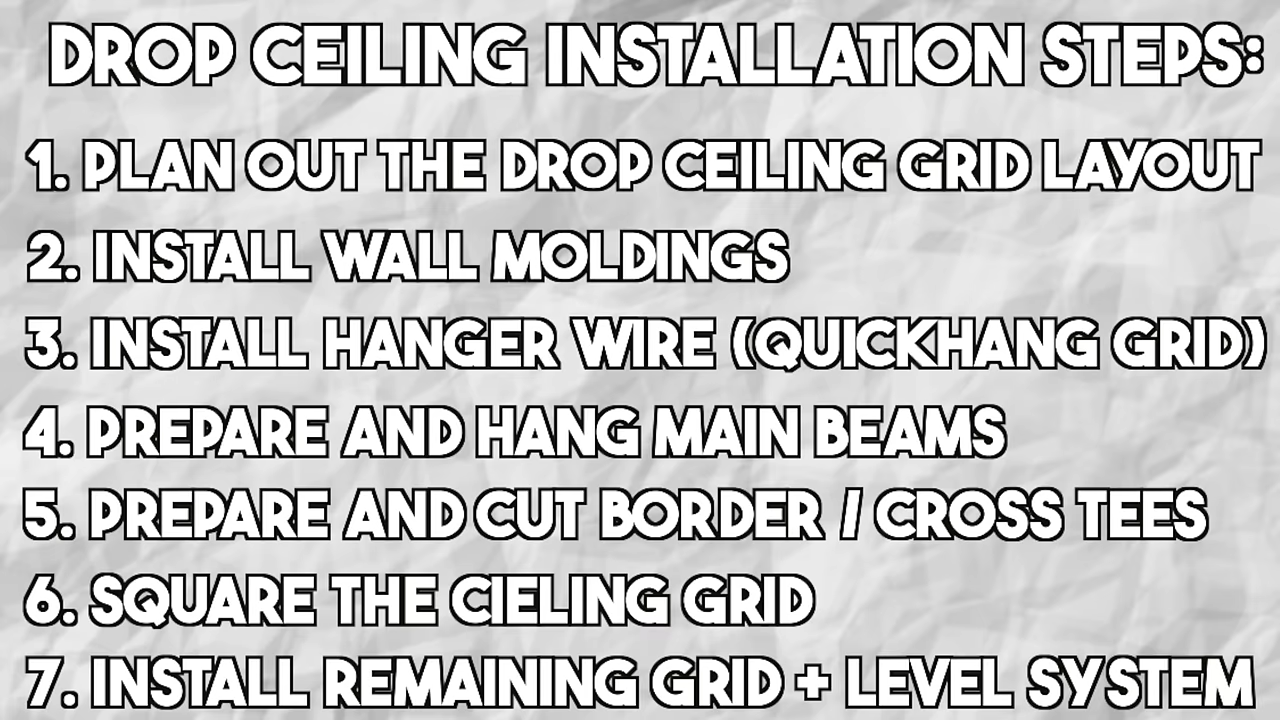 DROP CEILING INSTALLATION STEPS:
1. PLAN OUT THE DROP CEILING GRID LAYOUT
2. INSTALL WALL MOLDINGS
3. INSTALL HANGER WIRE (QUICKHANG GRID)
4. PREPARE AND HANG MAIN BEAMS
5. PREPARE AND CUT BORDER / CROSS TEES
6. SQUARE THE CIELING GRID
7. INSTALL REMAINING GRID + LEVEL SYSTEM